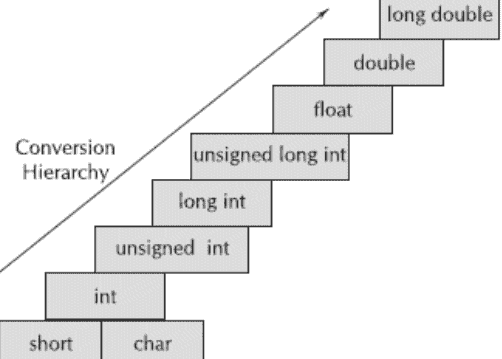 long double
double
float
Conversion
Hierarchy
unsigned long int
long int
unsigned int
int
short
char